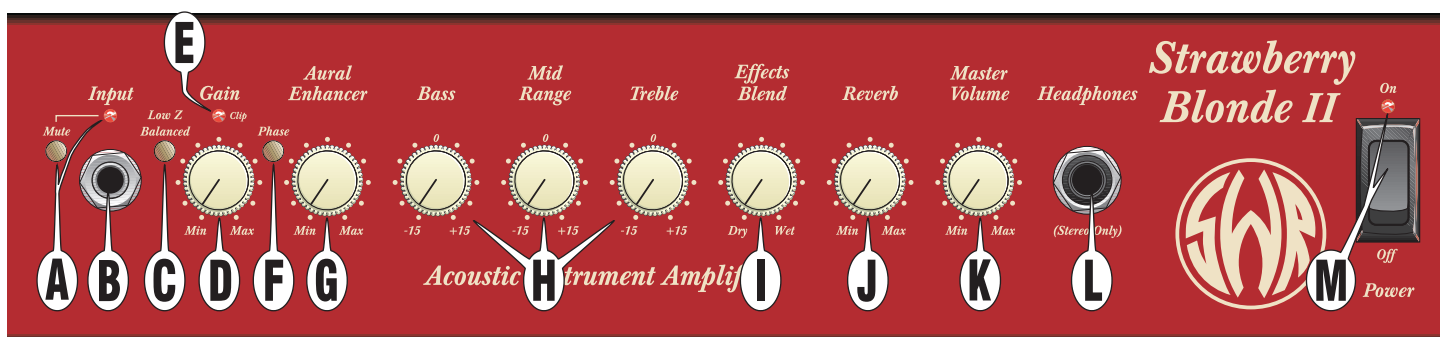 E
Strawberry
Blonde II
Input
Gain
Aural
Enhancer
Bass
Mid
Range
Treble
Effects
Blend
Reverb
Master
Volume
Headphones
On
Mute
Low Z
Balanced
Clip
Phase
0
0
0
Min Max
Min Max
-15 +15
-15 +15
-15 +15
Dry Wet
Min Max
Min Max
(Stereo Only)
SWR
Off
Power
Acoustic
A
B
C
D
F
G
H
I
J
K
L
M